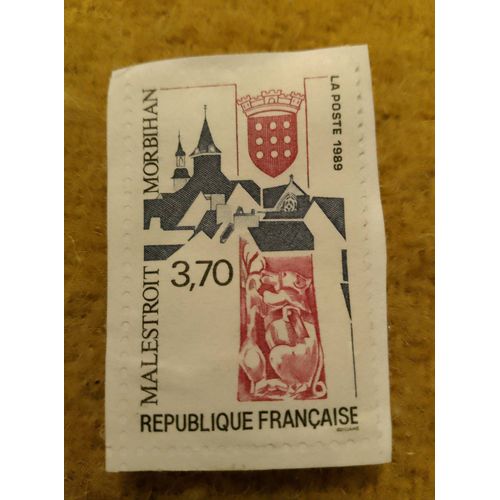 MALESTROIT MORBIHAN
LA POSTE 1989
3,70
REPUBLIQUE FRANÇAISE